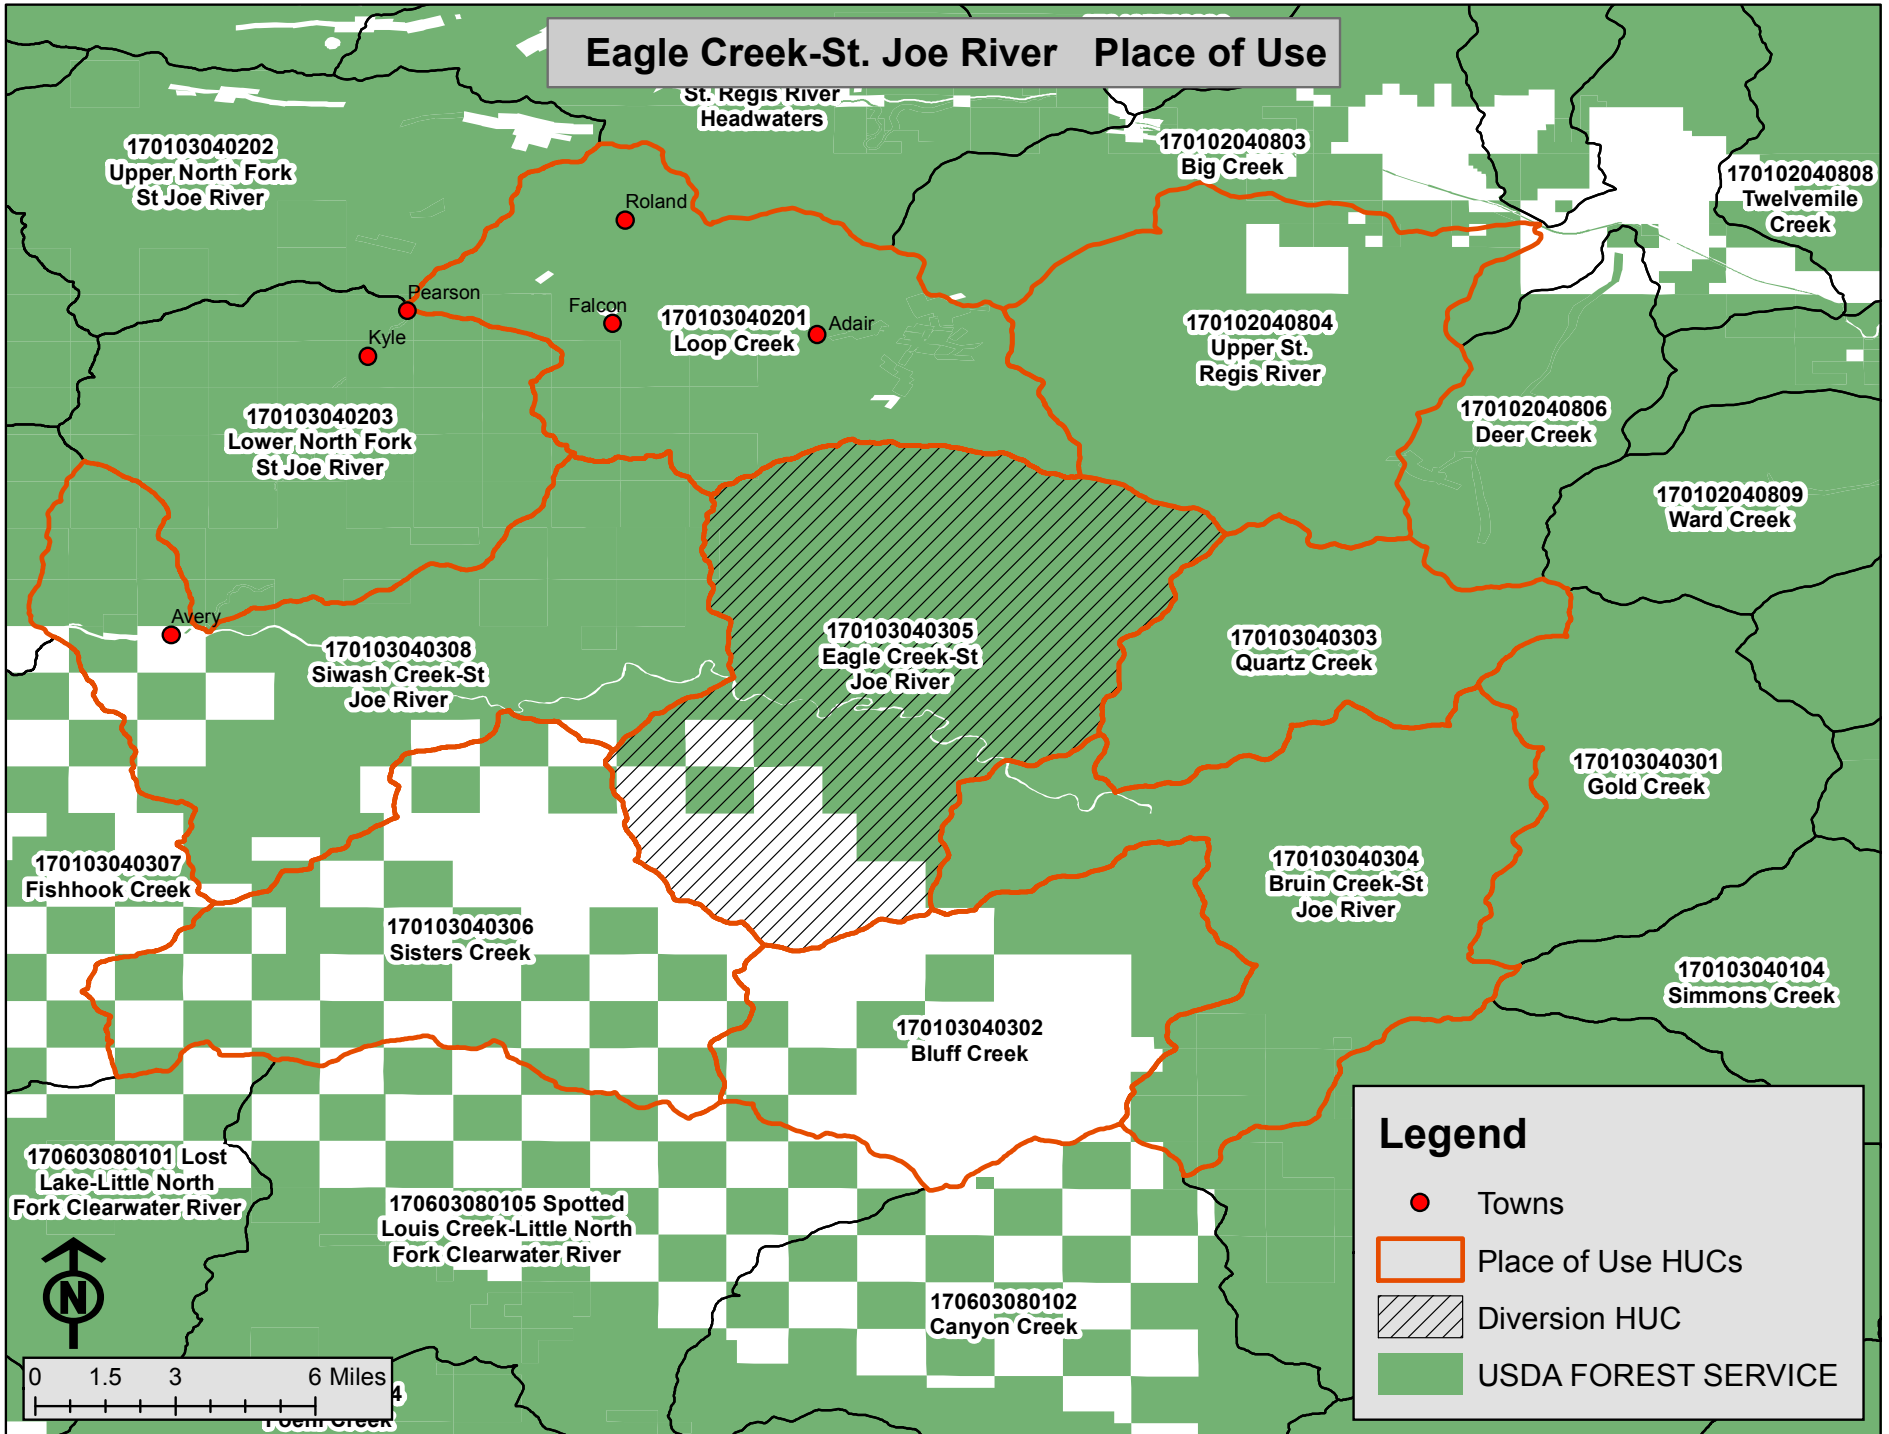 Eagle Creek-St. Joe River Place of Use
St. Regis River
Headwaters
170103040202
Upper North Fork
St Joe River
170102040803
Big Creek
170102040808
Twelvemile
Creek
Roland
Pearson
Falcon
170103040201
Loop Creek
Adair
Kyle
170102040804
Upper St.
Regis River
170103040203
Lower North Fork
St Joe River
170102040806
Deer Creek
170102040809
Ward Creek
Avery
170103040308
Siwash Creek-St
Joe River
170103040305
Eagle Creek-St
Joe River
170103040303
Quartz Creek
170103040301
Gold Creek
170103040307
Fishhook Creek
170103040304
Bruin Creek-St
Joe River
170103040306
Sisters Creek
170103040104
Simmons Creek
170103040302
Bluff Creek
170603080101 Lost
Lake-Little North
Fork Clearwater River
170603080105 Spotted
Louis Creek-Little North
Fork Clearwater River
170603080102
Canyon Creek
Legend
Towns
Place of Use HUCs
Diversion HUC
USDA FOREST SERVICE
N
0 1.5 3 6 Miles
4
Creek